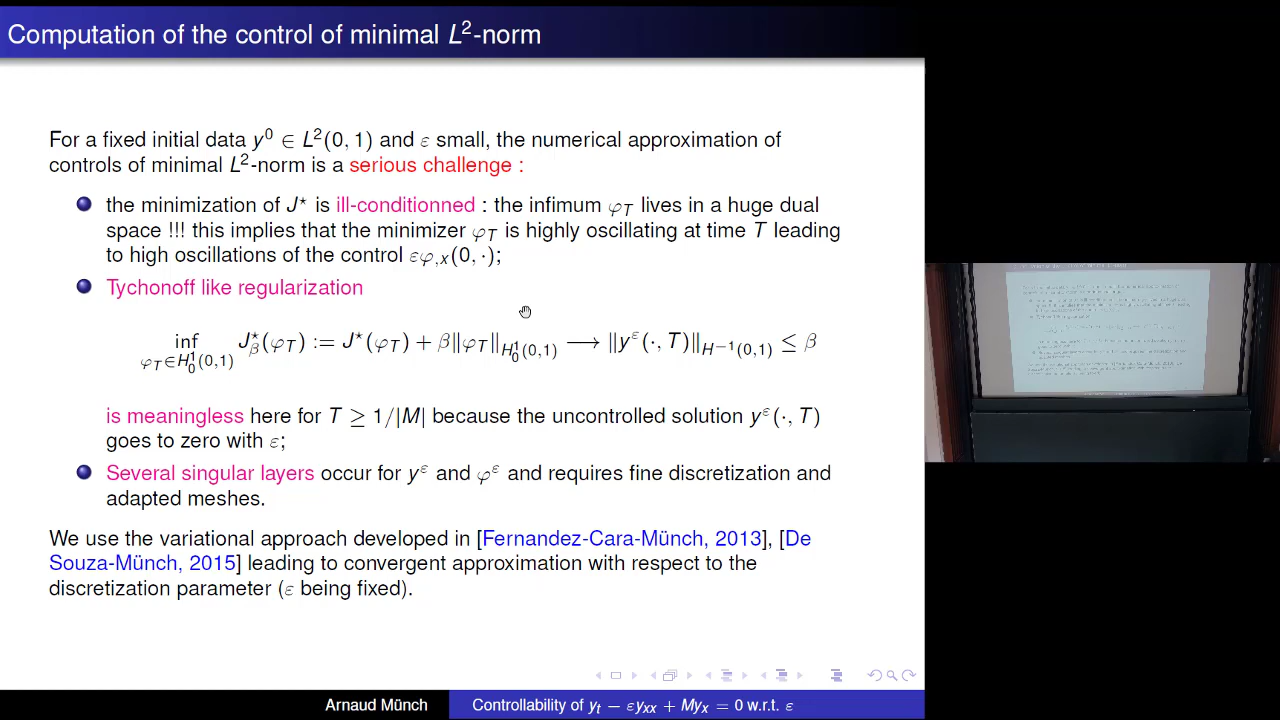 Computation of the control of minimal L²-norm
For a fixed initial data y⁰ ∈ L²(0, 1) and ε small, the numerical approximation of
controls of minimal L²-norm is a serious challenge :
the minimization of J⋆ is ill-conditionned : the infimum φ_T lives in a huge dual
space !!! this implies that the minimizer φ_T is highly oscillating at time T leading
to high oscillations of the control εφ,ₓ(0, ·);
Tychonoff like regularization
inf_{φ_T∈H¹₀(0,1)} J⋆_β(φ_T) := J⋆(φ_T) + β‖φ_T‖_{H¹₀(0,1)} ⟶ ‖y^ε(·, T)‖_{H⁻¹(0,1)} ≤ β
is meaningless here for T ≥ 1/|M| because the uncontrolled solution y^ε(·, T)
goes to zero with ε;
Several singular layers occur for y^ε and φ^ε and requires fine discretization and
adapted meshes.
We use the variational approach developed in [Fernandez-Cara-Münch, 2013], [De
Souza-Münch, 2015] leading to convergent approximation with respect to the
discretization parameter (ε being fixed).
Arnaud Münch
Controllability of y_t − εy_xx + My_x = 0 w.r.t. ε